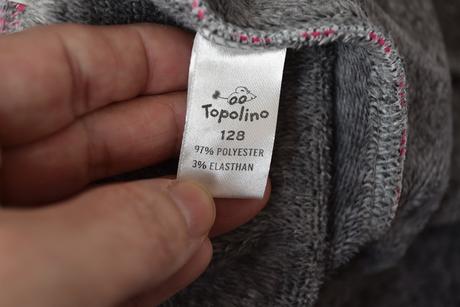 Topolino
128
97% POLYESTER
3% ELASTHAN